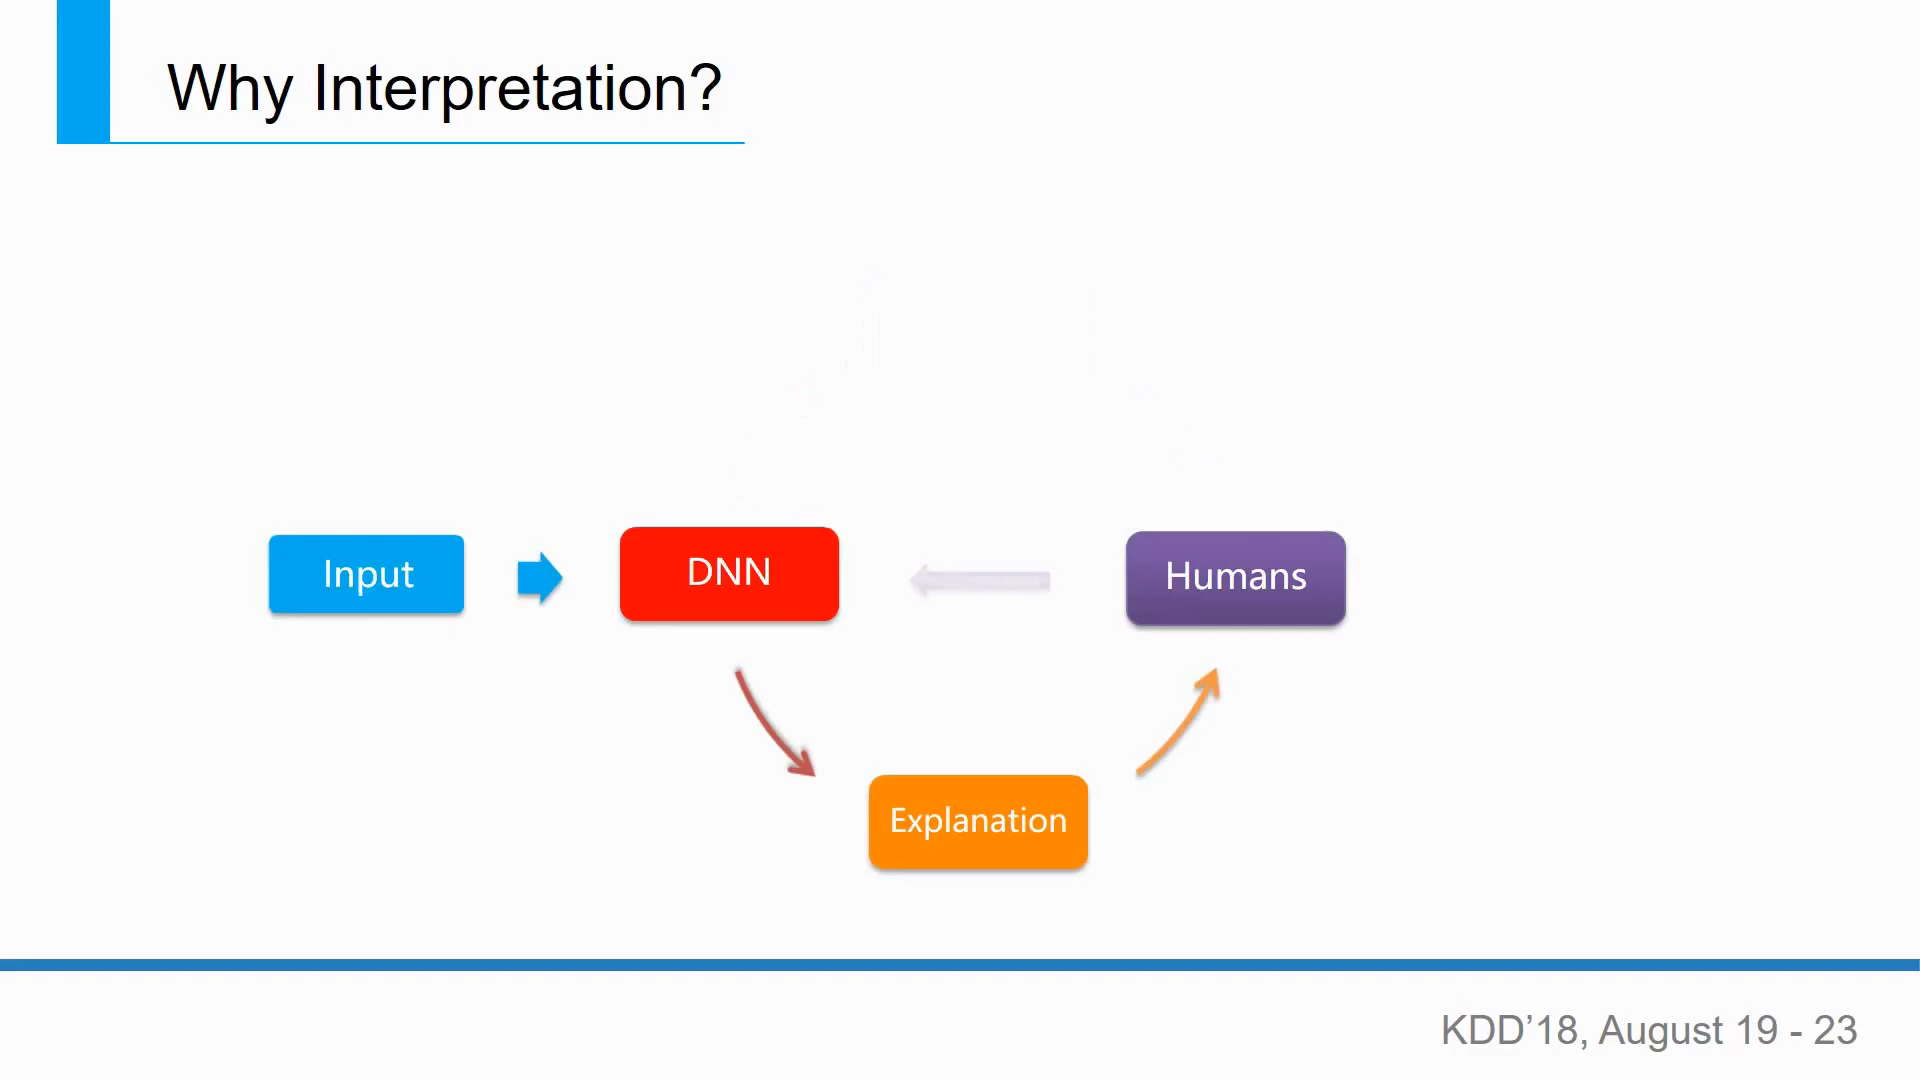 Why Interpretation?
Input
DNN
Humans
Explanation
KDD’18, August 19 - 23